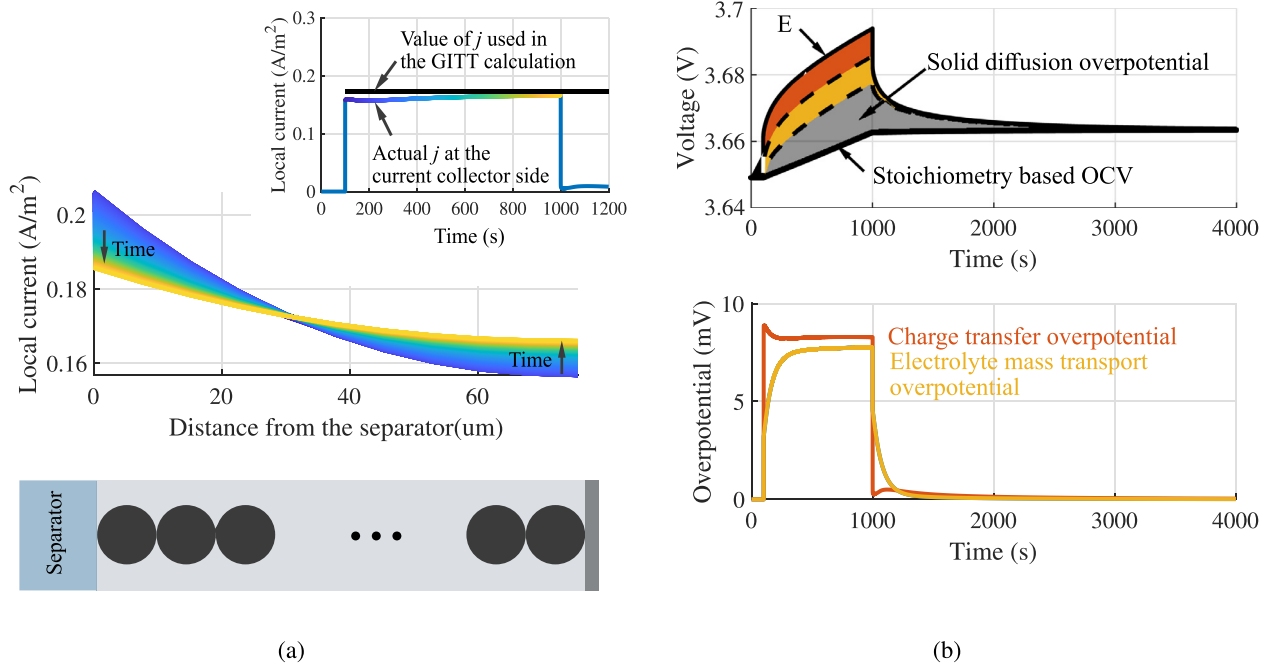 0.3
0.2
0.1
0
Local current (A/m²)
Value of j used in
the GITT calculation
Actual j at the
current collector side
0 200 400 600 800 1000 1200
Time (s)
0.2
0.18
0.16
Local current (A/m²)
Time
Time
0 20 40 60
Distance from the separator(um)
Separator
(a)
3.7
3.68
3.66
3.64
Voltage (V)
E
Solid diffusion overpotential
Stoichiometry based OCV
0 1000 2000 3000 4000
Time (s)
10
5
0
Overpotential (mV)
Charge transfer overpotential
Electrolyte mass transport
overpotential
0 1000 2000 3000 4000
Time (s)
(b)